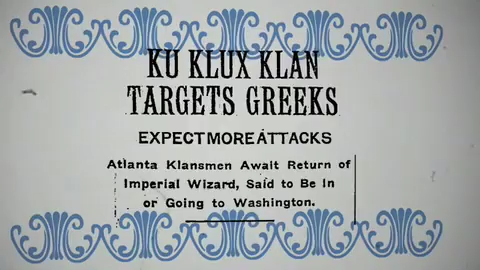 KU KLUX KLAN
TARGETS GREEKS
EXPECT MORE ATTACKS
Atlanta Klansmen Await Return of
Imperial Wizard, Said to Be In
or Going to Washington.